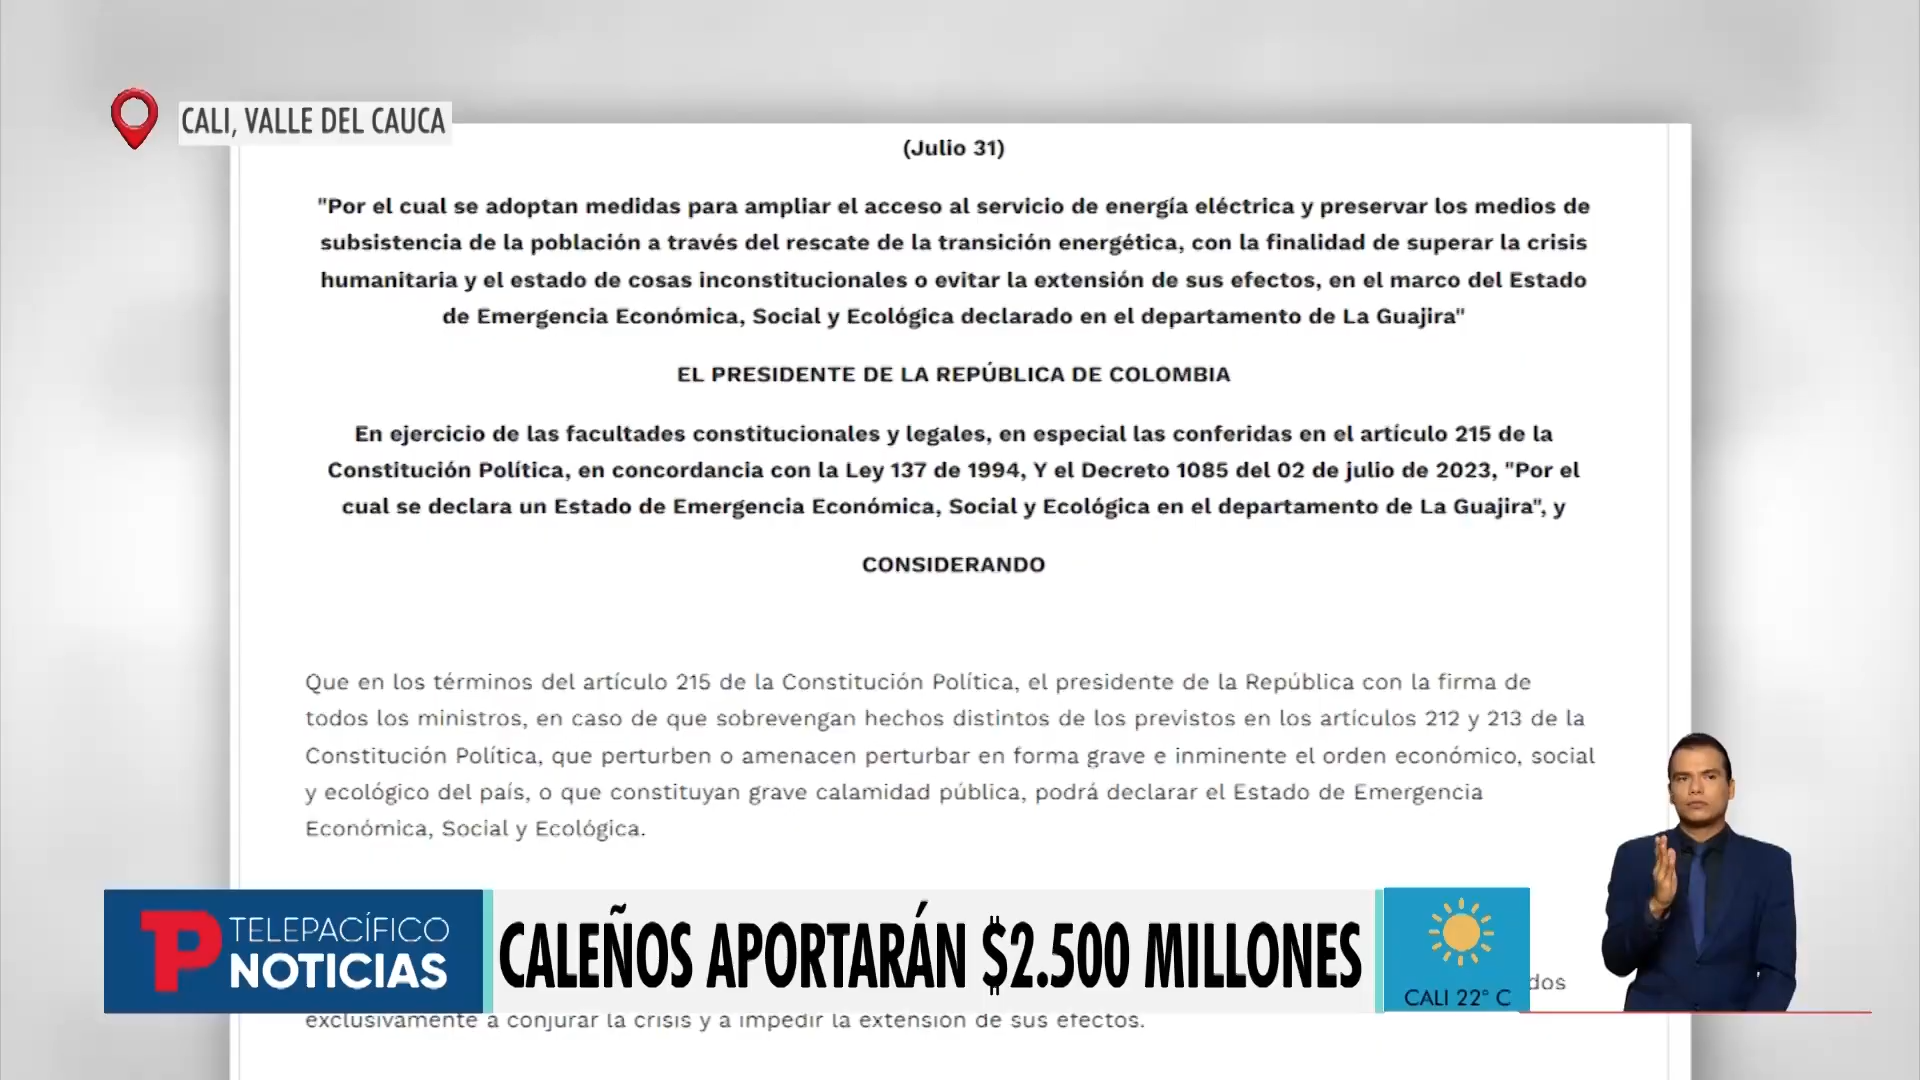 CALI, VALLE DEL CAUCA
(Julio 31)
"Por el cual se adoptan medidas para ampliar el acceso al servicio de energía eléctrica y preservar los medios de
subsistencia de la población a través del rescate de la transición energética, con la finalidad de superar la crisis
humanitaria y el estado de cosas inconstitucionales o evitar la extensión de sus efectos, en el marco del Estado
de Emergencia Económica, Social y Ecológica declarado en el departamento de La Guajira"
EL PRESIDENTE DE LA REPÚBLICA DE COLOMBIA
En ejercicio de las facultades constitucionales y legales, en especial las conferidas en el artículo 215 de la
Constitución Política, en concordancia con la Ley 137 de 1994, Y el Decreto 1085 del 02 de julio de 2023, "Por el
cual se declara un Estado de Emergencia Económica, Social y Ecológica en el departamento de La Guajira", y
CONSIDERANDO
Que en los términos del artículo 215 de la Constitución Política, el presidente de la República con la firma de
todos los ministros, en caso de que sobrevengan hechos distintos de los previstos en los artículos 212 y 213 de la
Constitución Política, que perturben o amenacen perturbar en forma grave e inminente el orden económico, social
y ecológico del país, o que constituyan grave calamidad pública, podrá declarar el Estado de Emergencia
Económica, Social y Ecológica.
TELEPACÍFICO
NOTICIAS
CALEÑOS APORTARÁN $2.500 MILLONES
CALI 22° C
dos
exclusivamente a conjurar la crisis y a impedir la extensión de sus efectos.